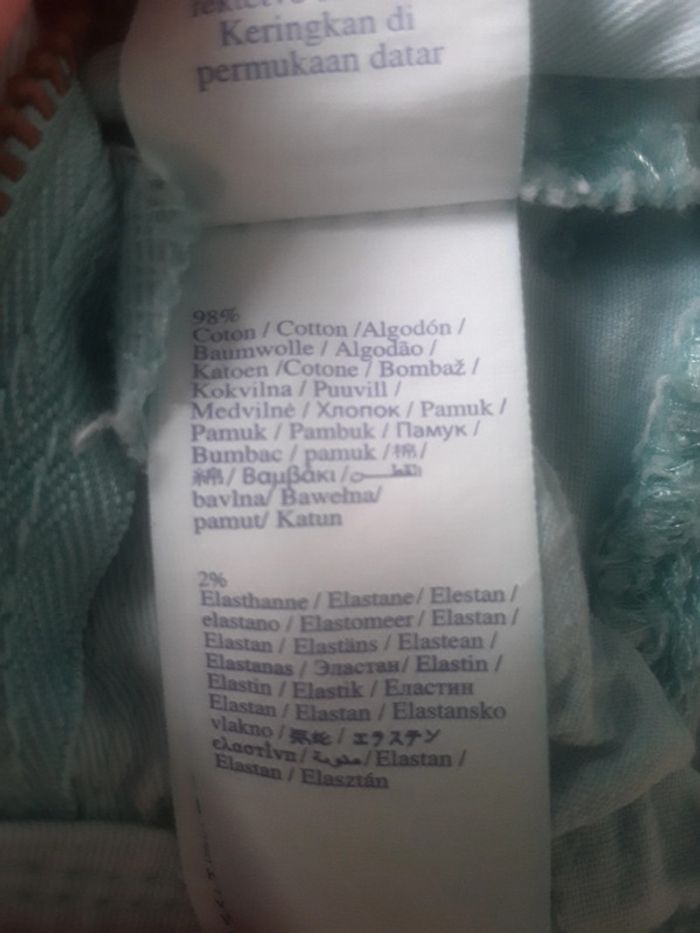 Keringkan di
permukaan datar
98%
Coton / Cotton /Algodón /
Baumwolle / Algodão /
Katoen /Cotone / Bombaž /
Kokvilna / Puuvill /
Medvilnė / Хлопок / Pamuk /
Pamuk / Pambuk / Памук /
Bumbac / pamuk /棉/
綿/ Βαμβάκι /القطـــن
bavlna/ Bawełna/
pamut/ Katun
2%
Elasthanne / Elastane/ Elestan /
elastano / Elastomeer / Elastan /
Elastan / Elastāns / Elastean /
Elastanas / Эластан/ Elastin /
Elastin / Elastik / Еластин
Elastan / Elastan / Elastansko
vlakno / / エラステン
ελαστίνη/ / Elastan /
Elastan / Elasztán